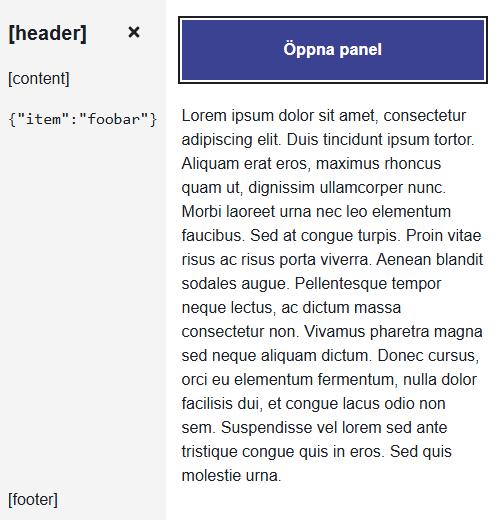 [header]
[content]
{"item":"foobar"}
[footer]
Öppna panel
Lorem ipsum dolor sit amet, consectetur
adipiscing elit. Duis tincidunt ipsum tortor.
Aliquam erat eros, maximus rhoncus
quam ut, dignissim ullamcorper nunc.
Morbi laoreet urna nec leo elementum
faucibus. Sed at congue turpis. Proin vitae
risus ac risus porta viverra. Aenean blandit
sodales augue. Pellentesque tempor
neque lectus, ac dictum massa
consectetur non. Vivamus pharetra magna
sed neque aliquam dictum. Donec cursus,
orci eu elementum fermentum, nulla dolor
facilisis dui, et congue lacus odio non
sem. Suspendisse vel lorem sed ante
tristique congue quis in eros. Sed quis
molestie urna.